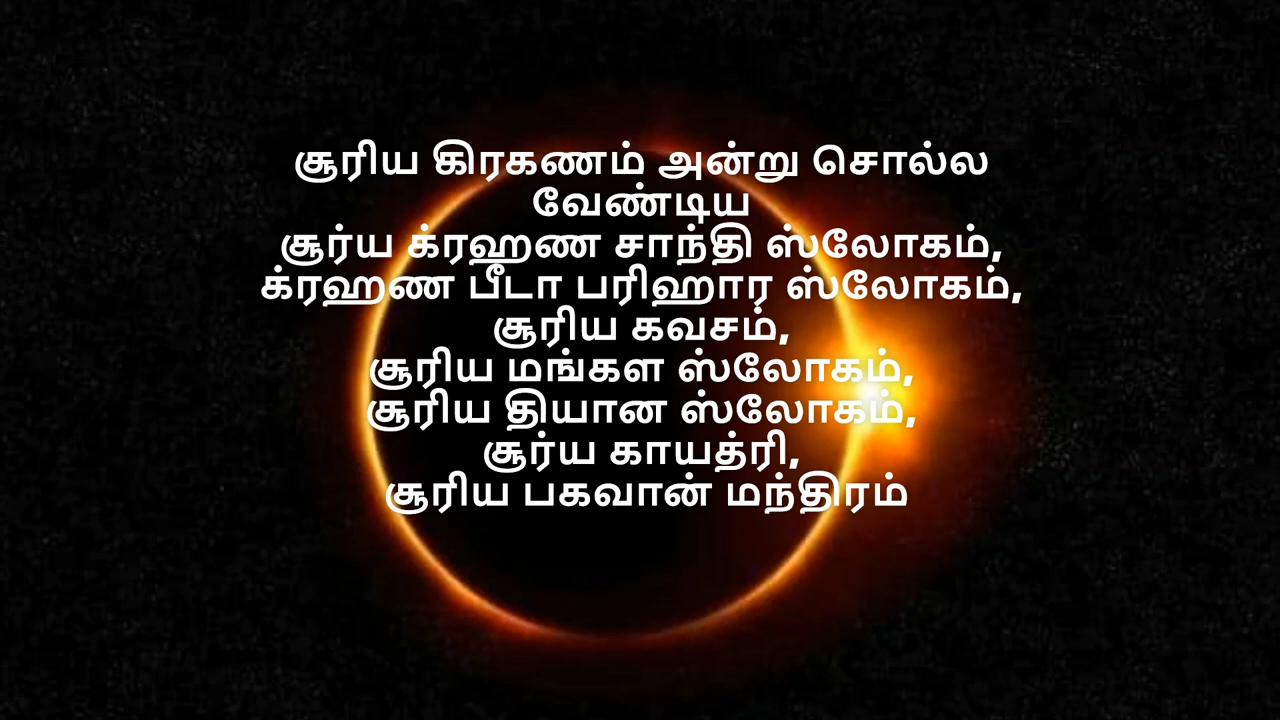 சூரிய கிரகணம் அன்று சொல்ல
வேண்டிய
சூர்ய க்ரஹண சாந்தி ஸ்லோகம்,
க்ரஹண பீடா பரிஹார ஸ்லோகம்,
சூரிய கவசம்,
சூரிய மங்கள ஸ்லோகம்,
சூரிய தியான ஸ்லோகம்,
சூர்ய காயத்ரி,
சூரிய பகவான் மந்திரம்